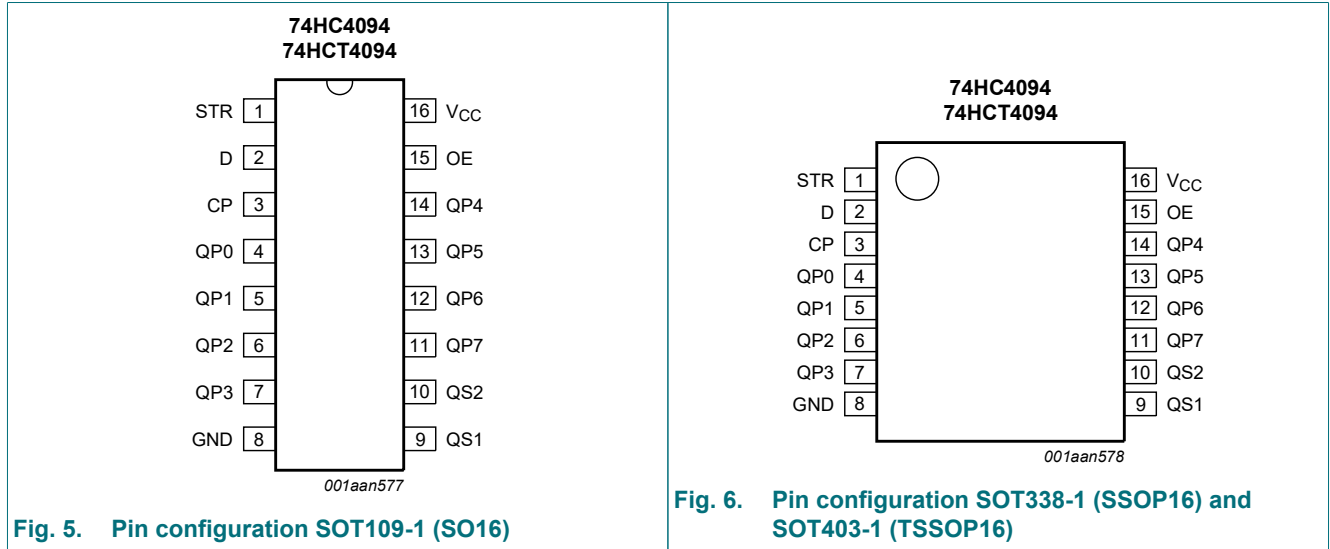 74HC4094
74HCT4094
STR 1
16 VCC
D 2
15 OE
CP 3
14 QP4
QP0 4
13 QP5
QP1 5
12 QP6
QP2 6
11 QP7
QP3 7
10 QS2
GND 8
9 QS1
001aan577
Fig. 5. Pin configuration SOT109-1 (SO16)
74HC4094
74HCT4094
STR 1
16 VCC
D 2
15 OE
CP 3
14 QP4
QP0 4
13 QP5
QP1 5
12 QP6
QP2 6
11 QP7
QP3 7
10 QS2
GND 8
9 QS1
001aan578
Fig. 6. Pin configuration SOT338-1 (SSOP16) and
SOT403-1 (TSSOP16)